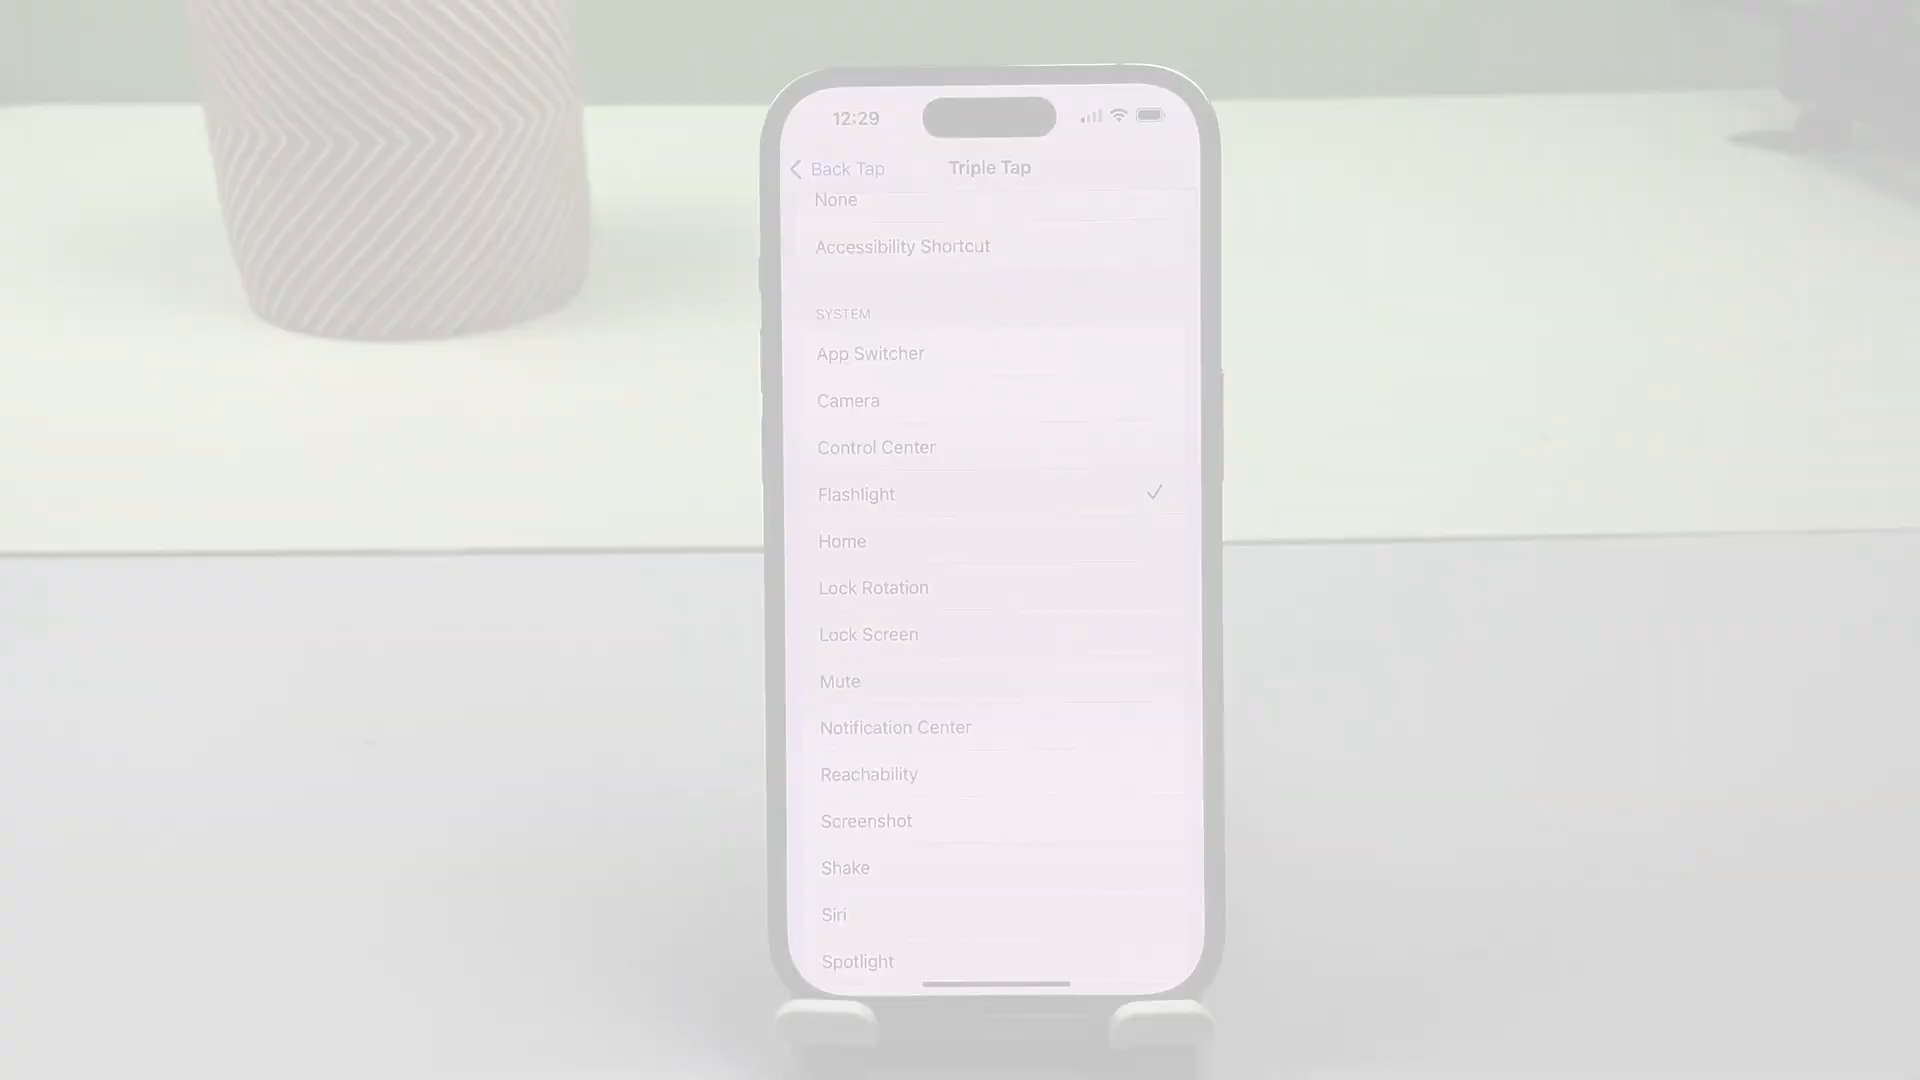 12:29
Back Tap
Triple Tap
None
Accessibility Shortcut
SYSTEM
App Switcher
Camera
Control Center
Flashlight
Home
Lock Rotation
Lock Screen
Mute
Notification Center
Reachability
Screenshot
Shake
Siri
Spotlight